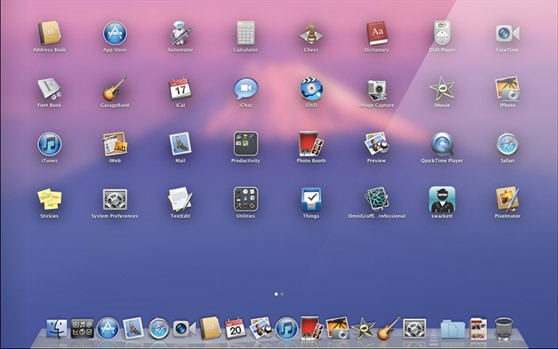 Address Book App Store Automator Calculator Chess Dictionary DVD Player FaceTime
Font Book GarageBand iCal iChat iDVD Image Capture iMovie iPhoto
17
iTunes iWeb Mail Productivity Photo Booth Preview QuickTime Player Safari
Stickies System Preferences TextEdit Utilities Things OmniGraffl...rofessional swackett Pixelmator
20